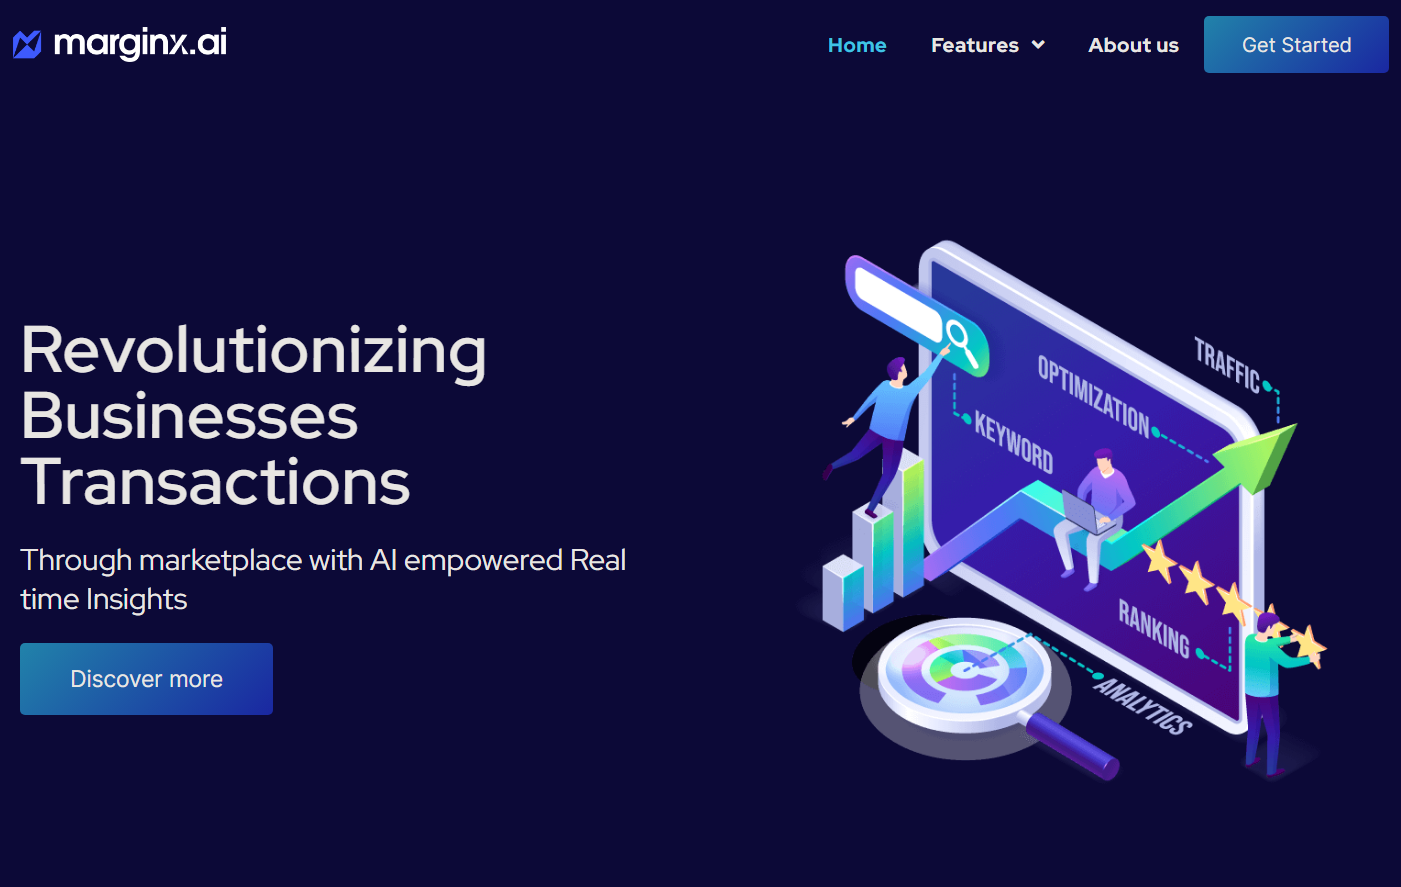 marginx.ai
Home
Features
About us
Get Started
Revolutionizing
Businesses
Transactions
Through marketplace with AI empowered Real
time Insights
Discover more
TRAFFIC
OPTIMIZATION
KEYWORD
RANKING
ANALYTICS